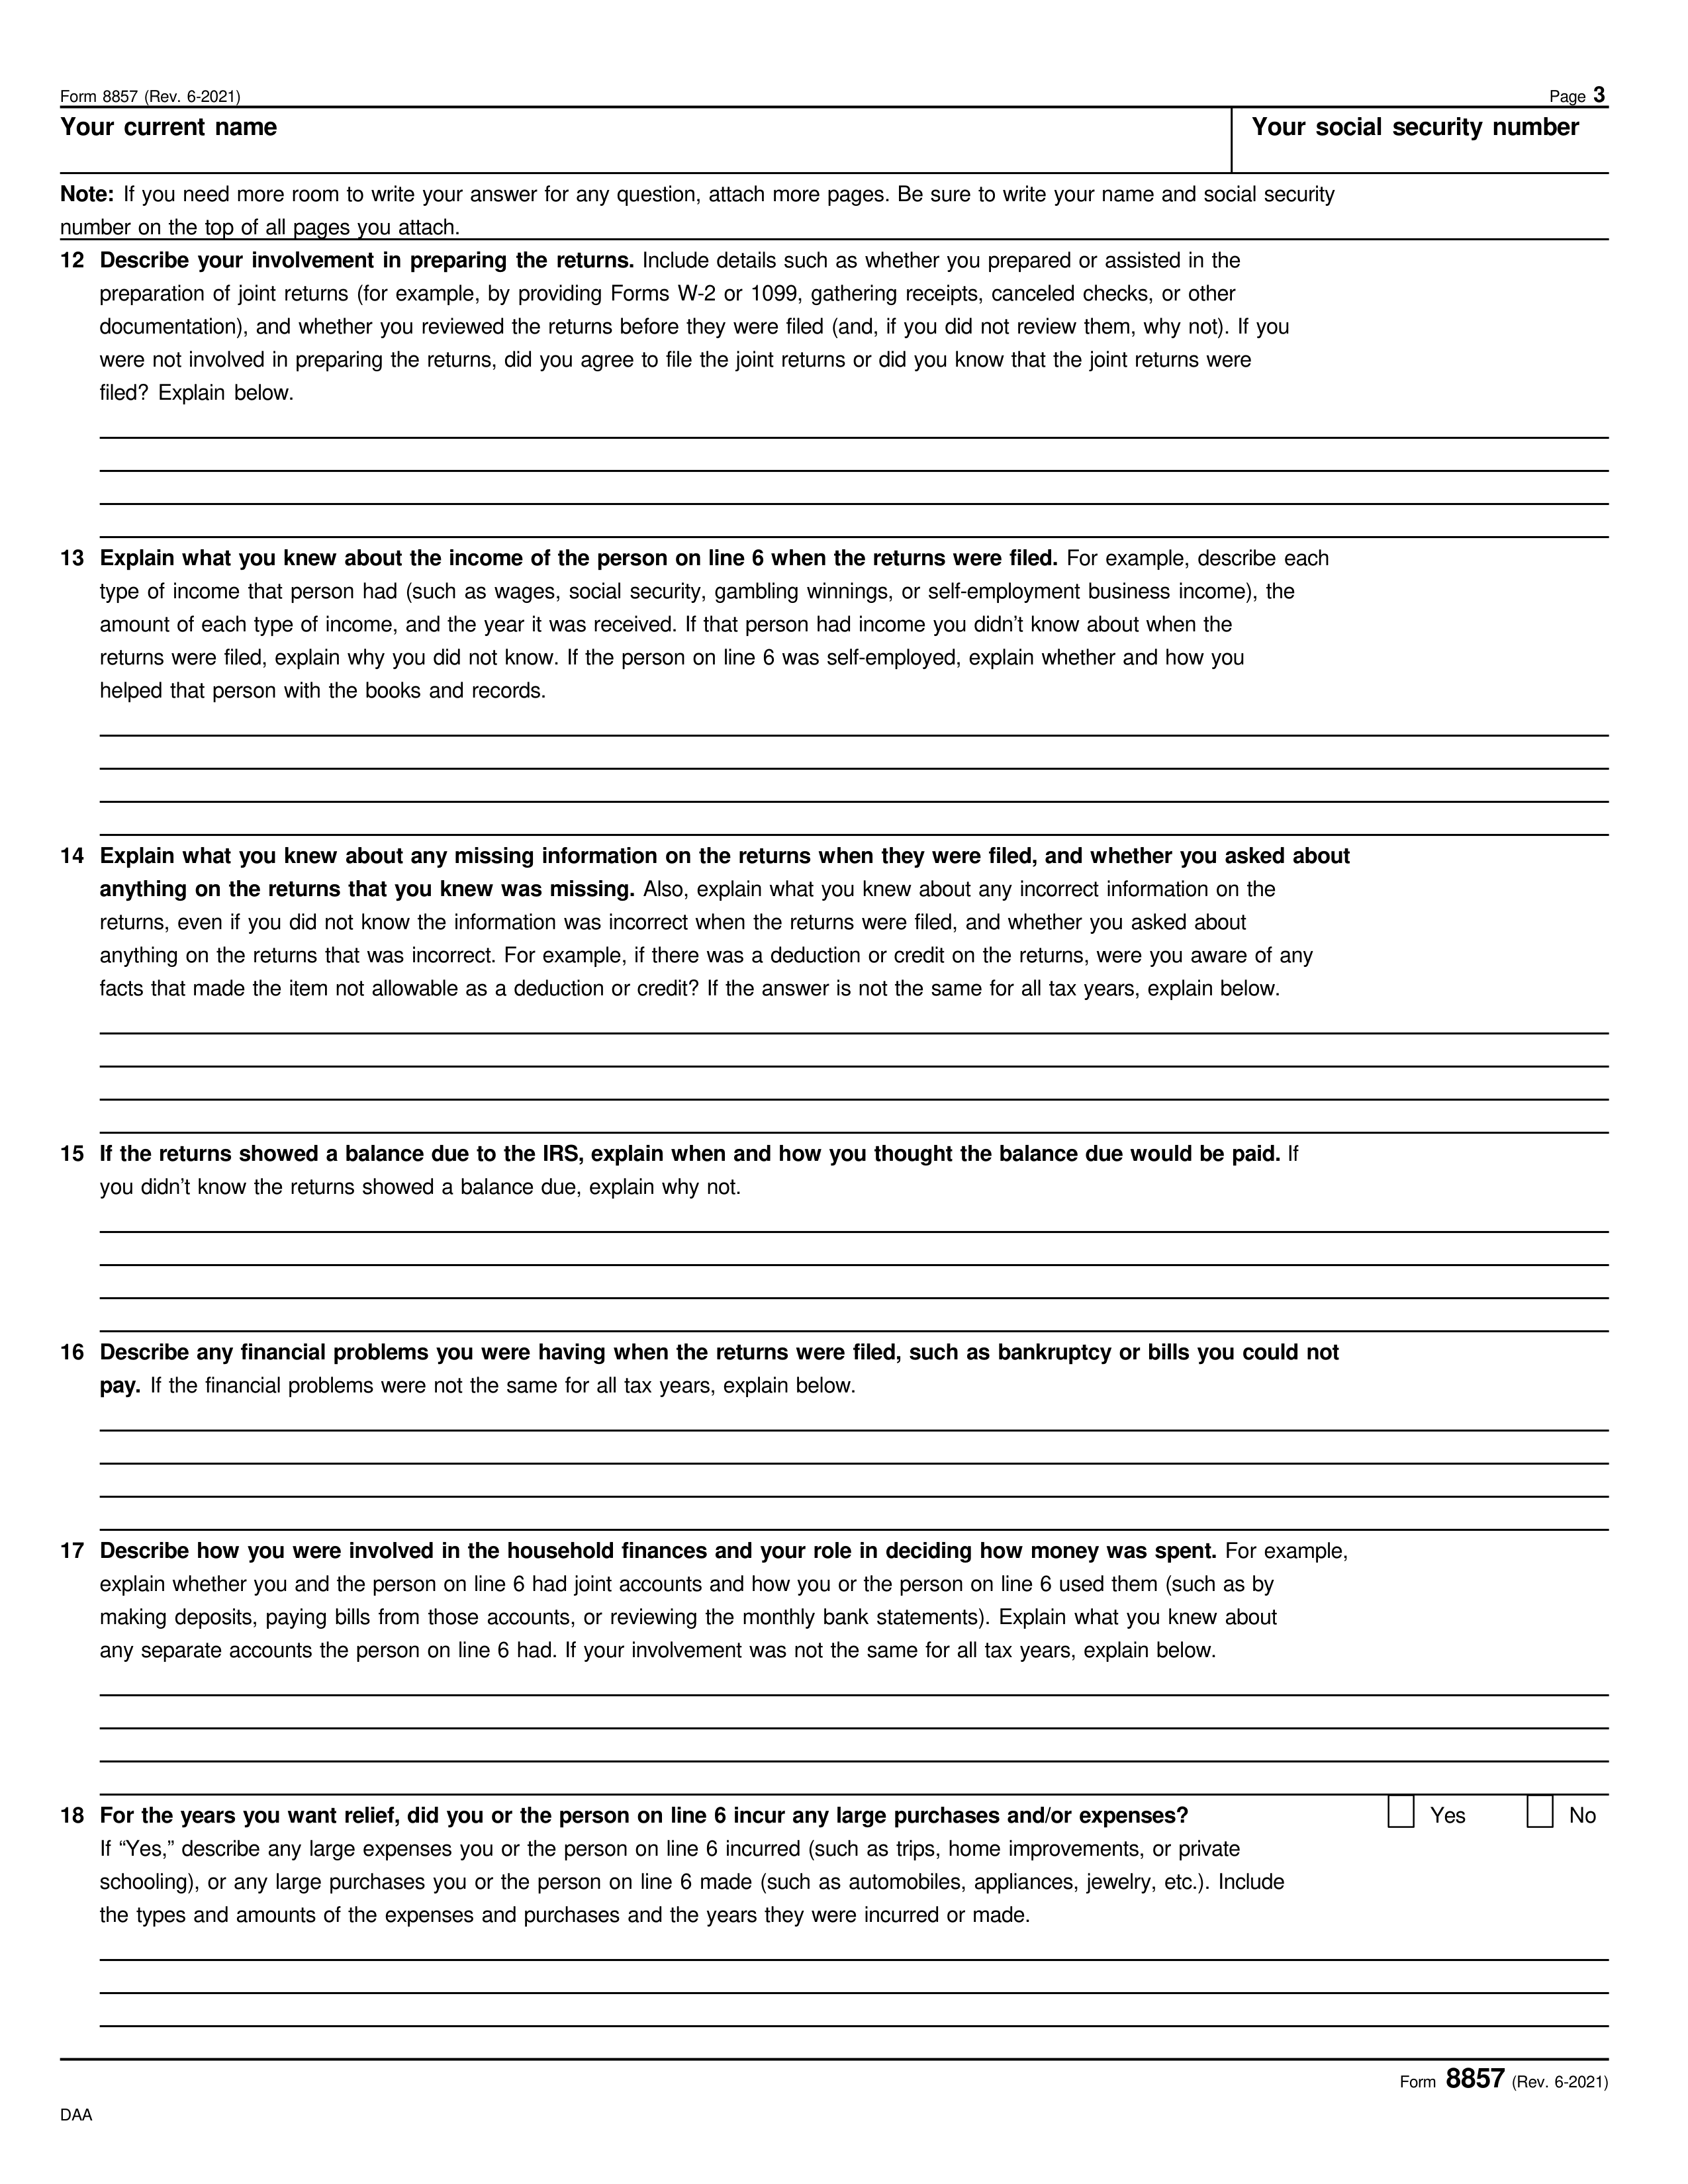 Form 8857 (Rev. 6-2021) Page 3
Your current name Your social security number
Note: If you need more room to write your answer for any question, attach more pages. Be sure to write your name and social security
number on the top of all pages you attach.
12 Describe your involvement in preparing the returns. Include details such as whether you prepared or assisted in the
preparation of joint returns (for example, by providing Forms W-2 or 1099, gathering receipts, canceled checks, or other
documentation), and whether you reviewed the returns before they were filed (and, if you did not review them, why not). If you
were not involved in preparing the returns, did you agree to file the joint returns or did you know that the joint returns were
filed? Explain below.
13 Explain what you knew about the income of the person on line 6 when the returns were filed. For example, describe each
type of income that person had (such as wages, social security, gambling winnings, or self-employment business income), the
amount of each type of income, and the year it was received. If that person had income you didn’t know about when the
returns were filed, explain why you did not know. If the person on line 6 was self-employed, explain whether and how you
helped that person with the books and records.
14 Explain what you knew about any missing information on the returns when they were filed, and whether you asked about
anything on the returns that you knew was missing. Also, explain what you knew about any incorrect information on the
returns, even if you did not know the information was incorrect when the returns were filed, and whether you asked about
anything on the returns that was incorrect. For example, if there was a deduction or credit on the returns, were you aware of any
facts that made the item not allowable as a deduction or credit? If the answer is not the same for all tax years, explain below.
15 If the returns showed a balance due to the IRS, explain when and how you thought the balance due would be paid. If
you didn’t know the returns showed a balance due, explain why not.
16 Describe any financial problems you were having when the returns were filed, such as bankruptcy or bills you could not
pay. If the financial problems were not the same for all tax years, explain below.
17 Describe how you were involved in the household finances and your role in deciding how money was spent. For example,
explain whether you and the person on line 6 had joint accounts and how you or the person on line 6 used them (such as by
making deposits, paying bills from those accounts, or reviewing the monthly bank statements). Explain what you knew about
any separate accounts the person on line 6 had. If your involvement was not the same for all tax years, explain below.
18 For the years you want relief, did you or the person on line 6 incur any large purchases and/or expenses? Yes No
If “Yes,” describe any large expenses you or the person on line 6 incurred (such as trips, home improvements, or private
schooling), or any large purchases you or the person on line 6 made (such as automobiles, appliances, jewelry, etc.). Include
the types and amounts of the expenses and purchases and the years they were incurred or made.
Form 8857 (Rev. 6-2021)
DAA